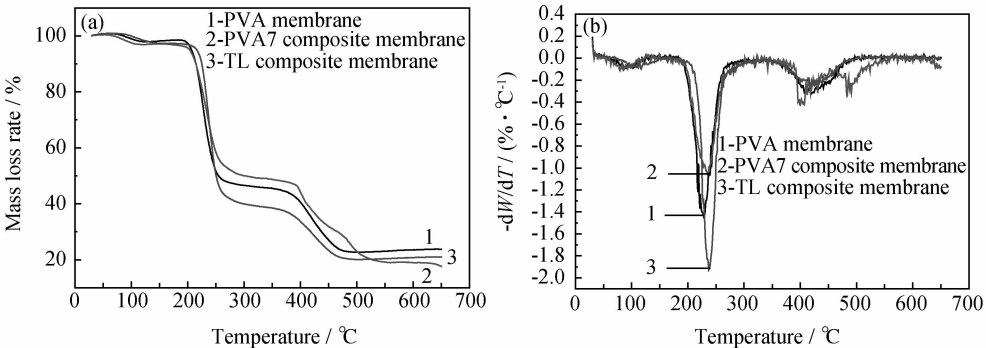 (a)
1-PVA membrane
2-PVA7 composite membrane
3-TL composite membrane
100
80
60
40
20
1
3
2
0 100 200 300 400 500 600 700
Mass loss rate / %
Temperature / ℃
(b)
0.4
0.2
0.0
-0.2
-0.4
-0.6
-0.8
-1.0
-1.2
-1.4
-1.6
-1.8
-2.0
1-PVA membrane
2-PVA7 composite membrane
3-TL composite membrane
2
1
3
0 100 200 300 400 500 600 700
-dW/dT / (%·℃⁻¹)
Temperature / ℃